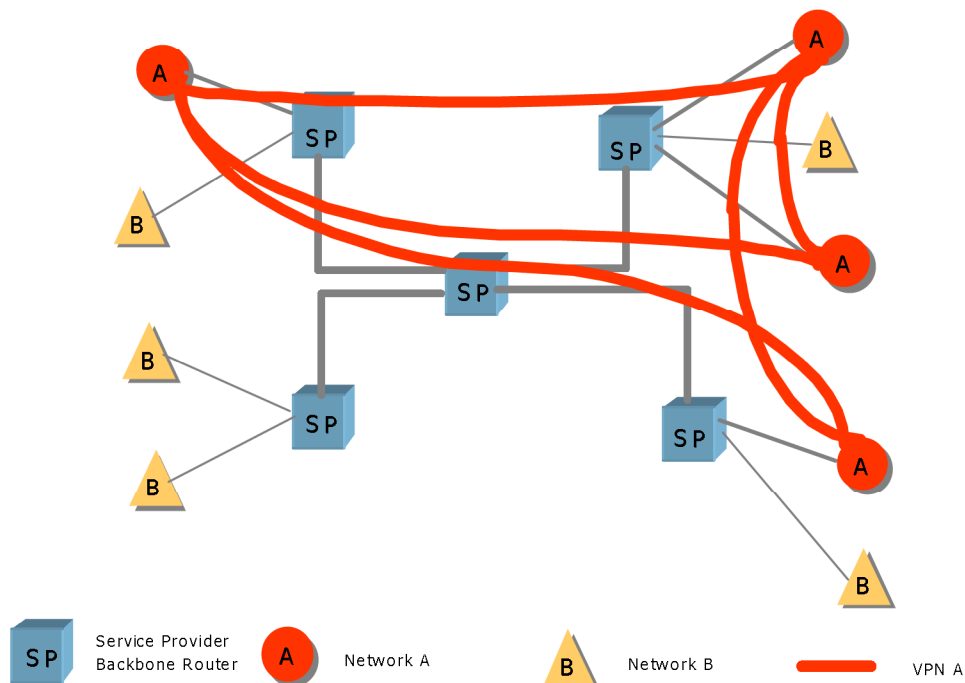 A
A
SP
SP
B
B
A
SP
B
SP
SP
B
A
B
SP
Service Provider
Backbone Router
A
Network A
B
Network B
VPN A